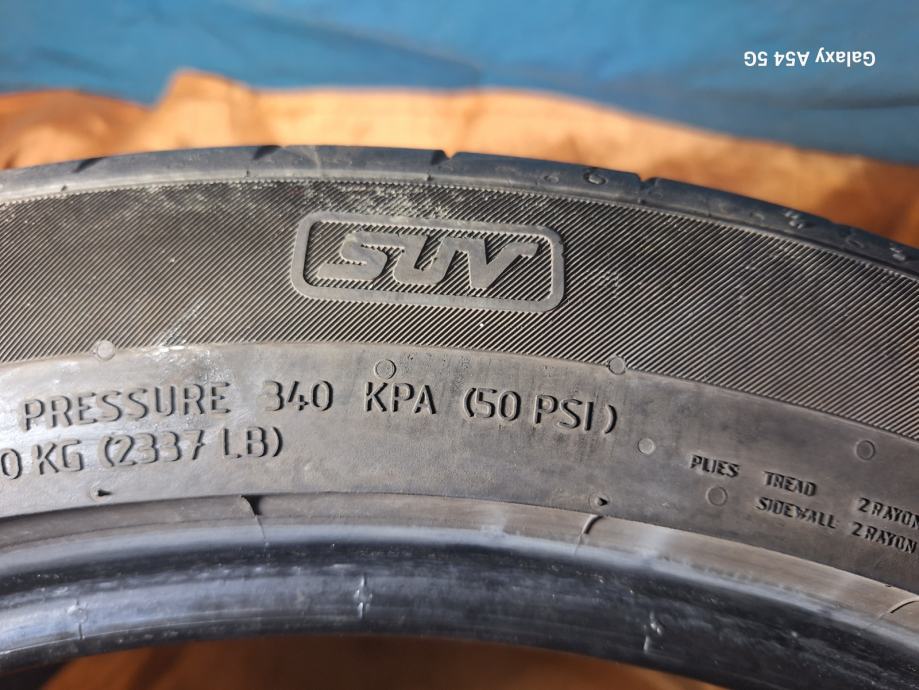 Galaxy A54 5G
SUV
PRESSURE 340 KPA (50 PSI)
0 KG (2337 LB)
PLIES TREAD 2 RAYON
SIDEWALL 2 RAYON